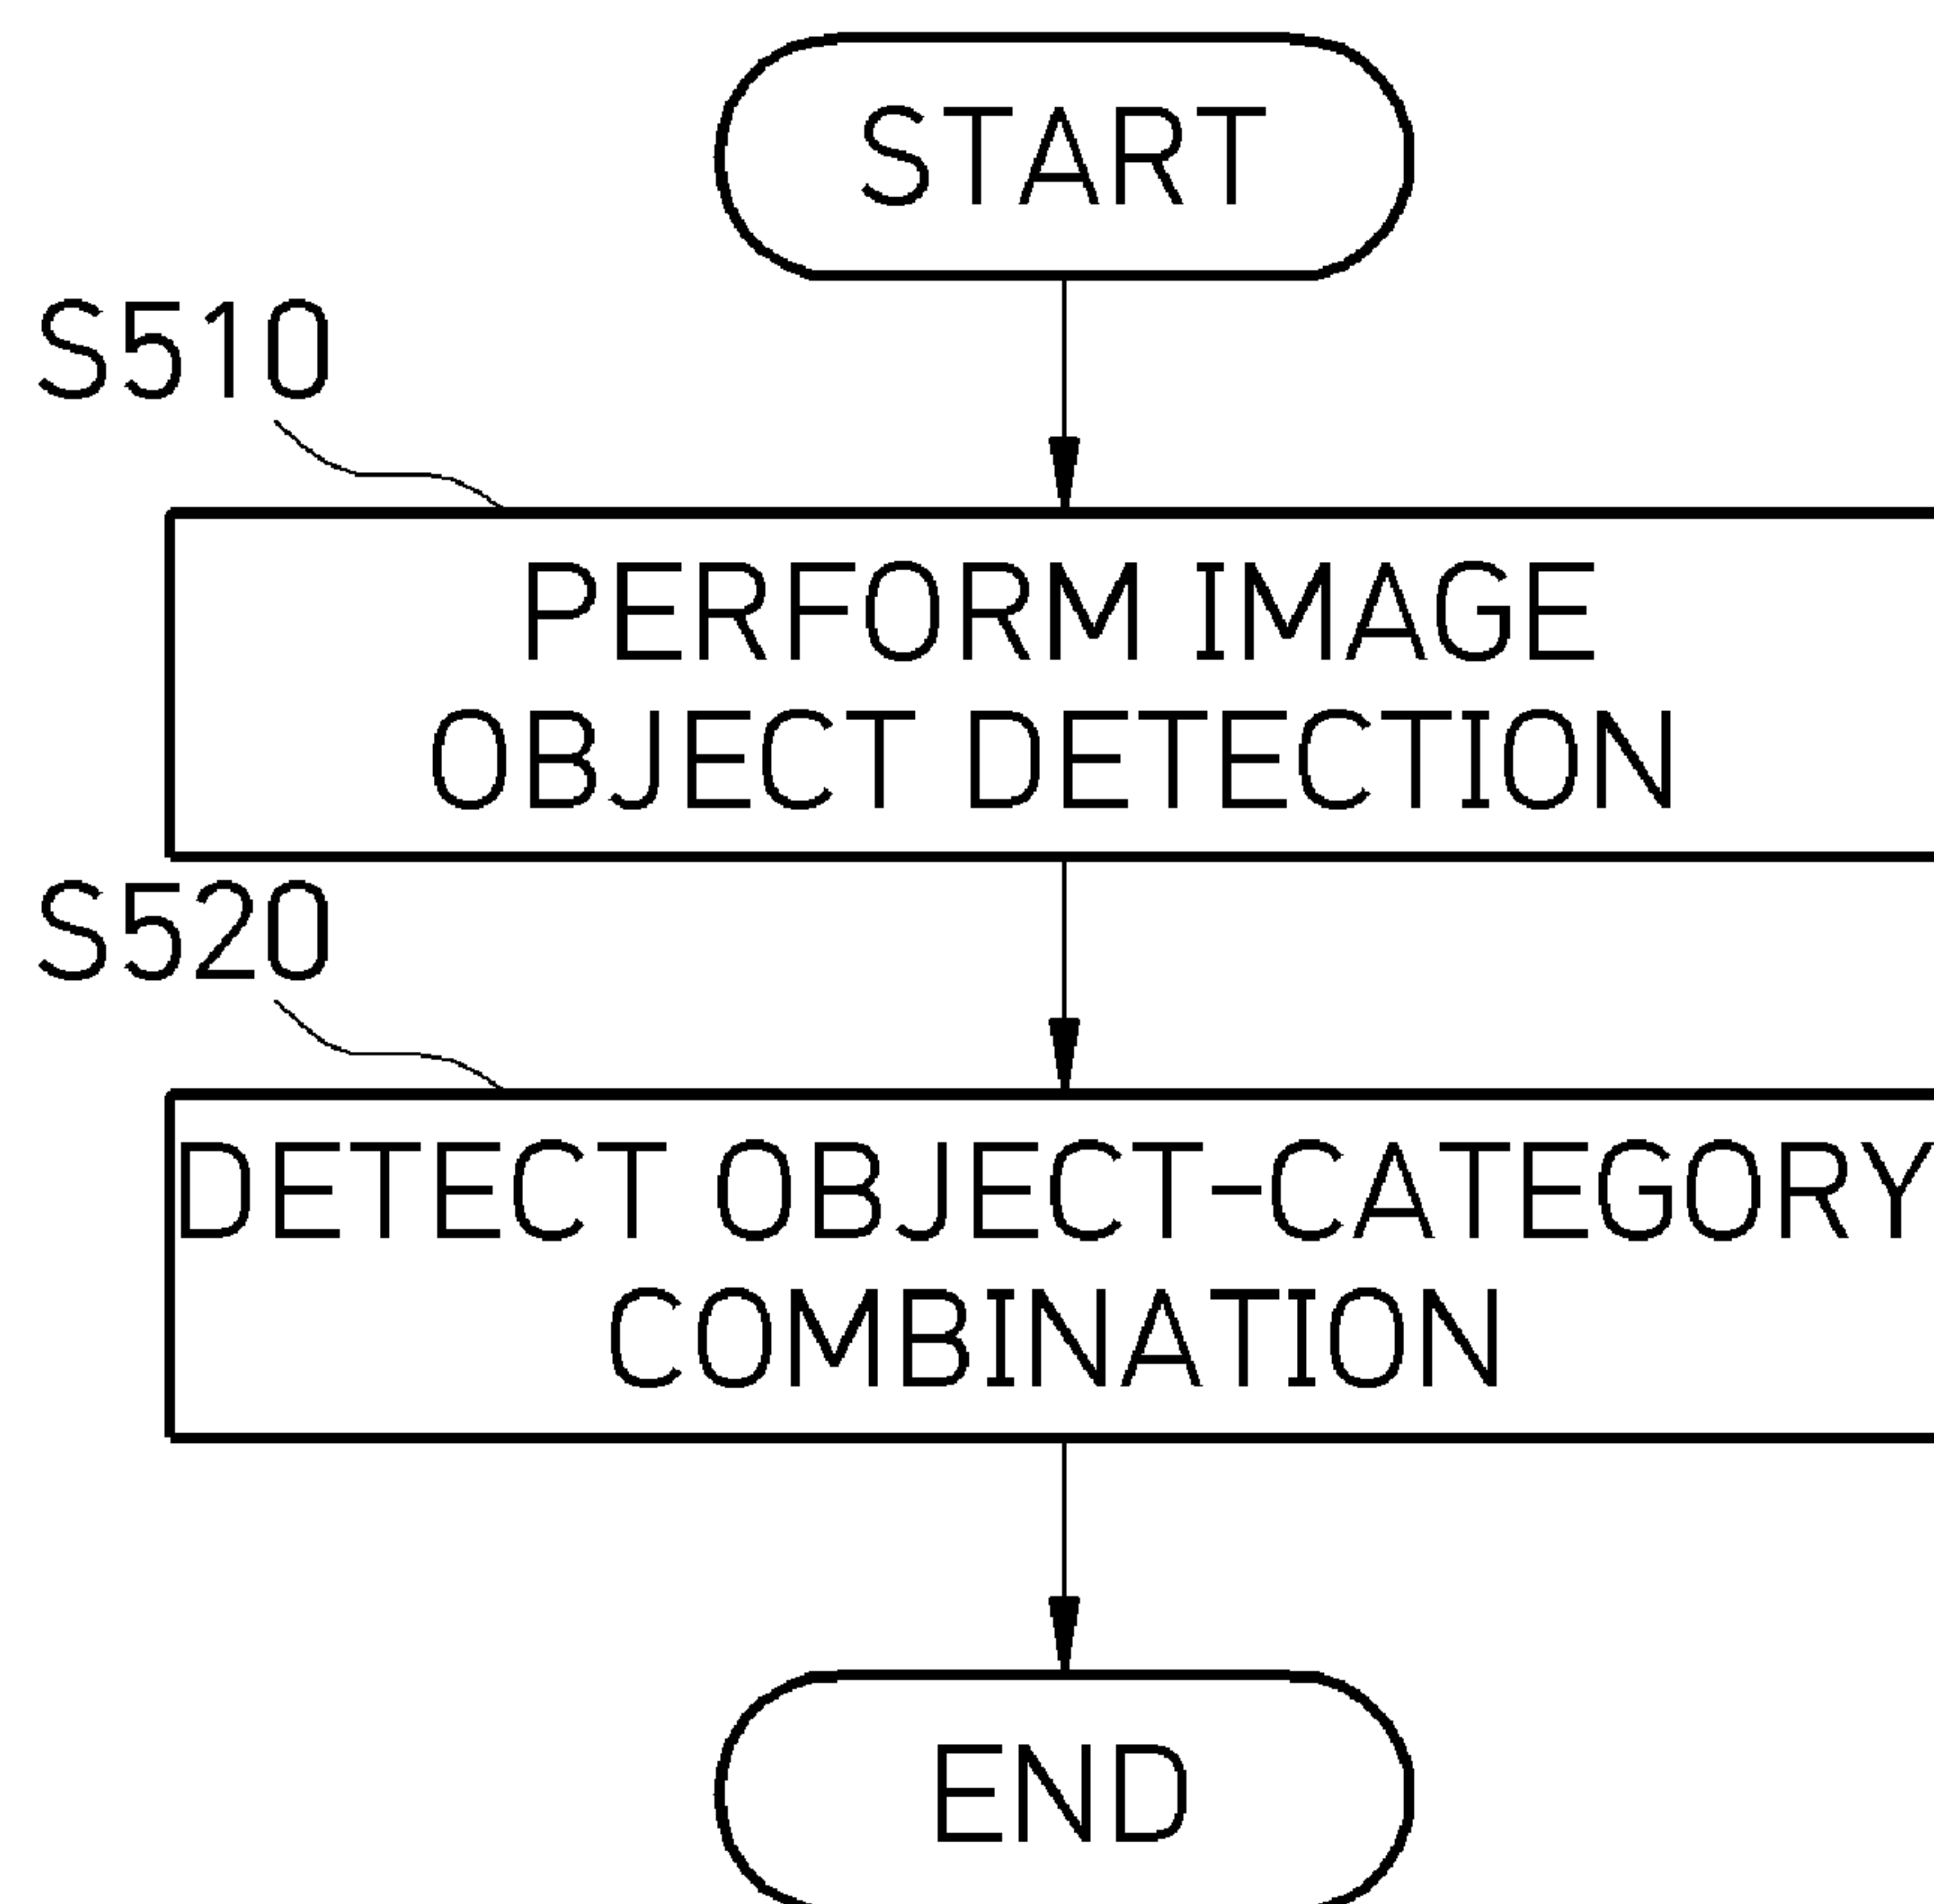 START
S510
PERFORM IMAGE
OBJECT DETECTION
S520
DETECT OBJECT-CATEGORY
COMBINATION
END